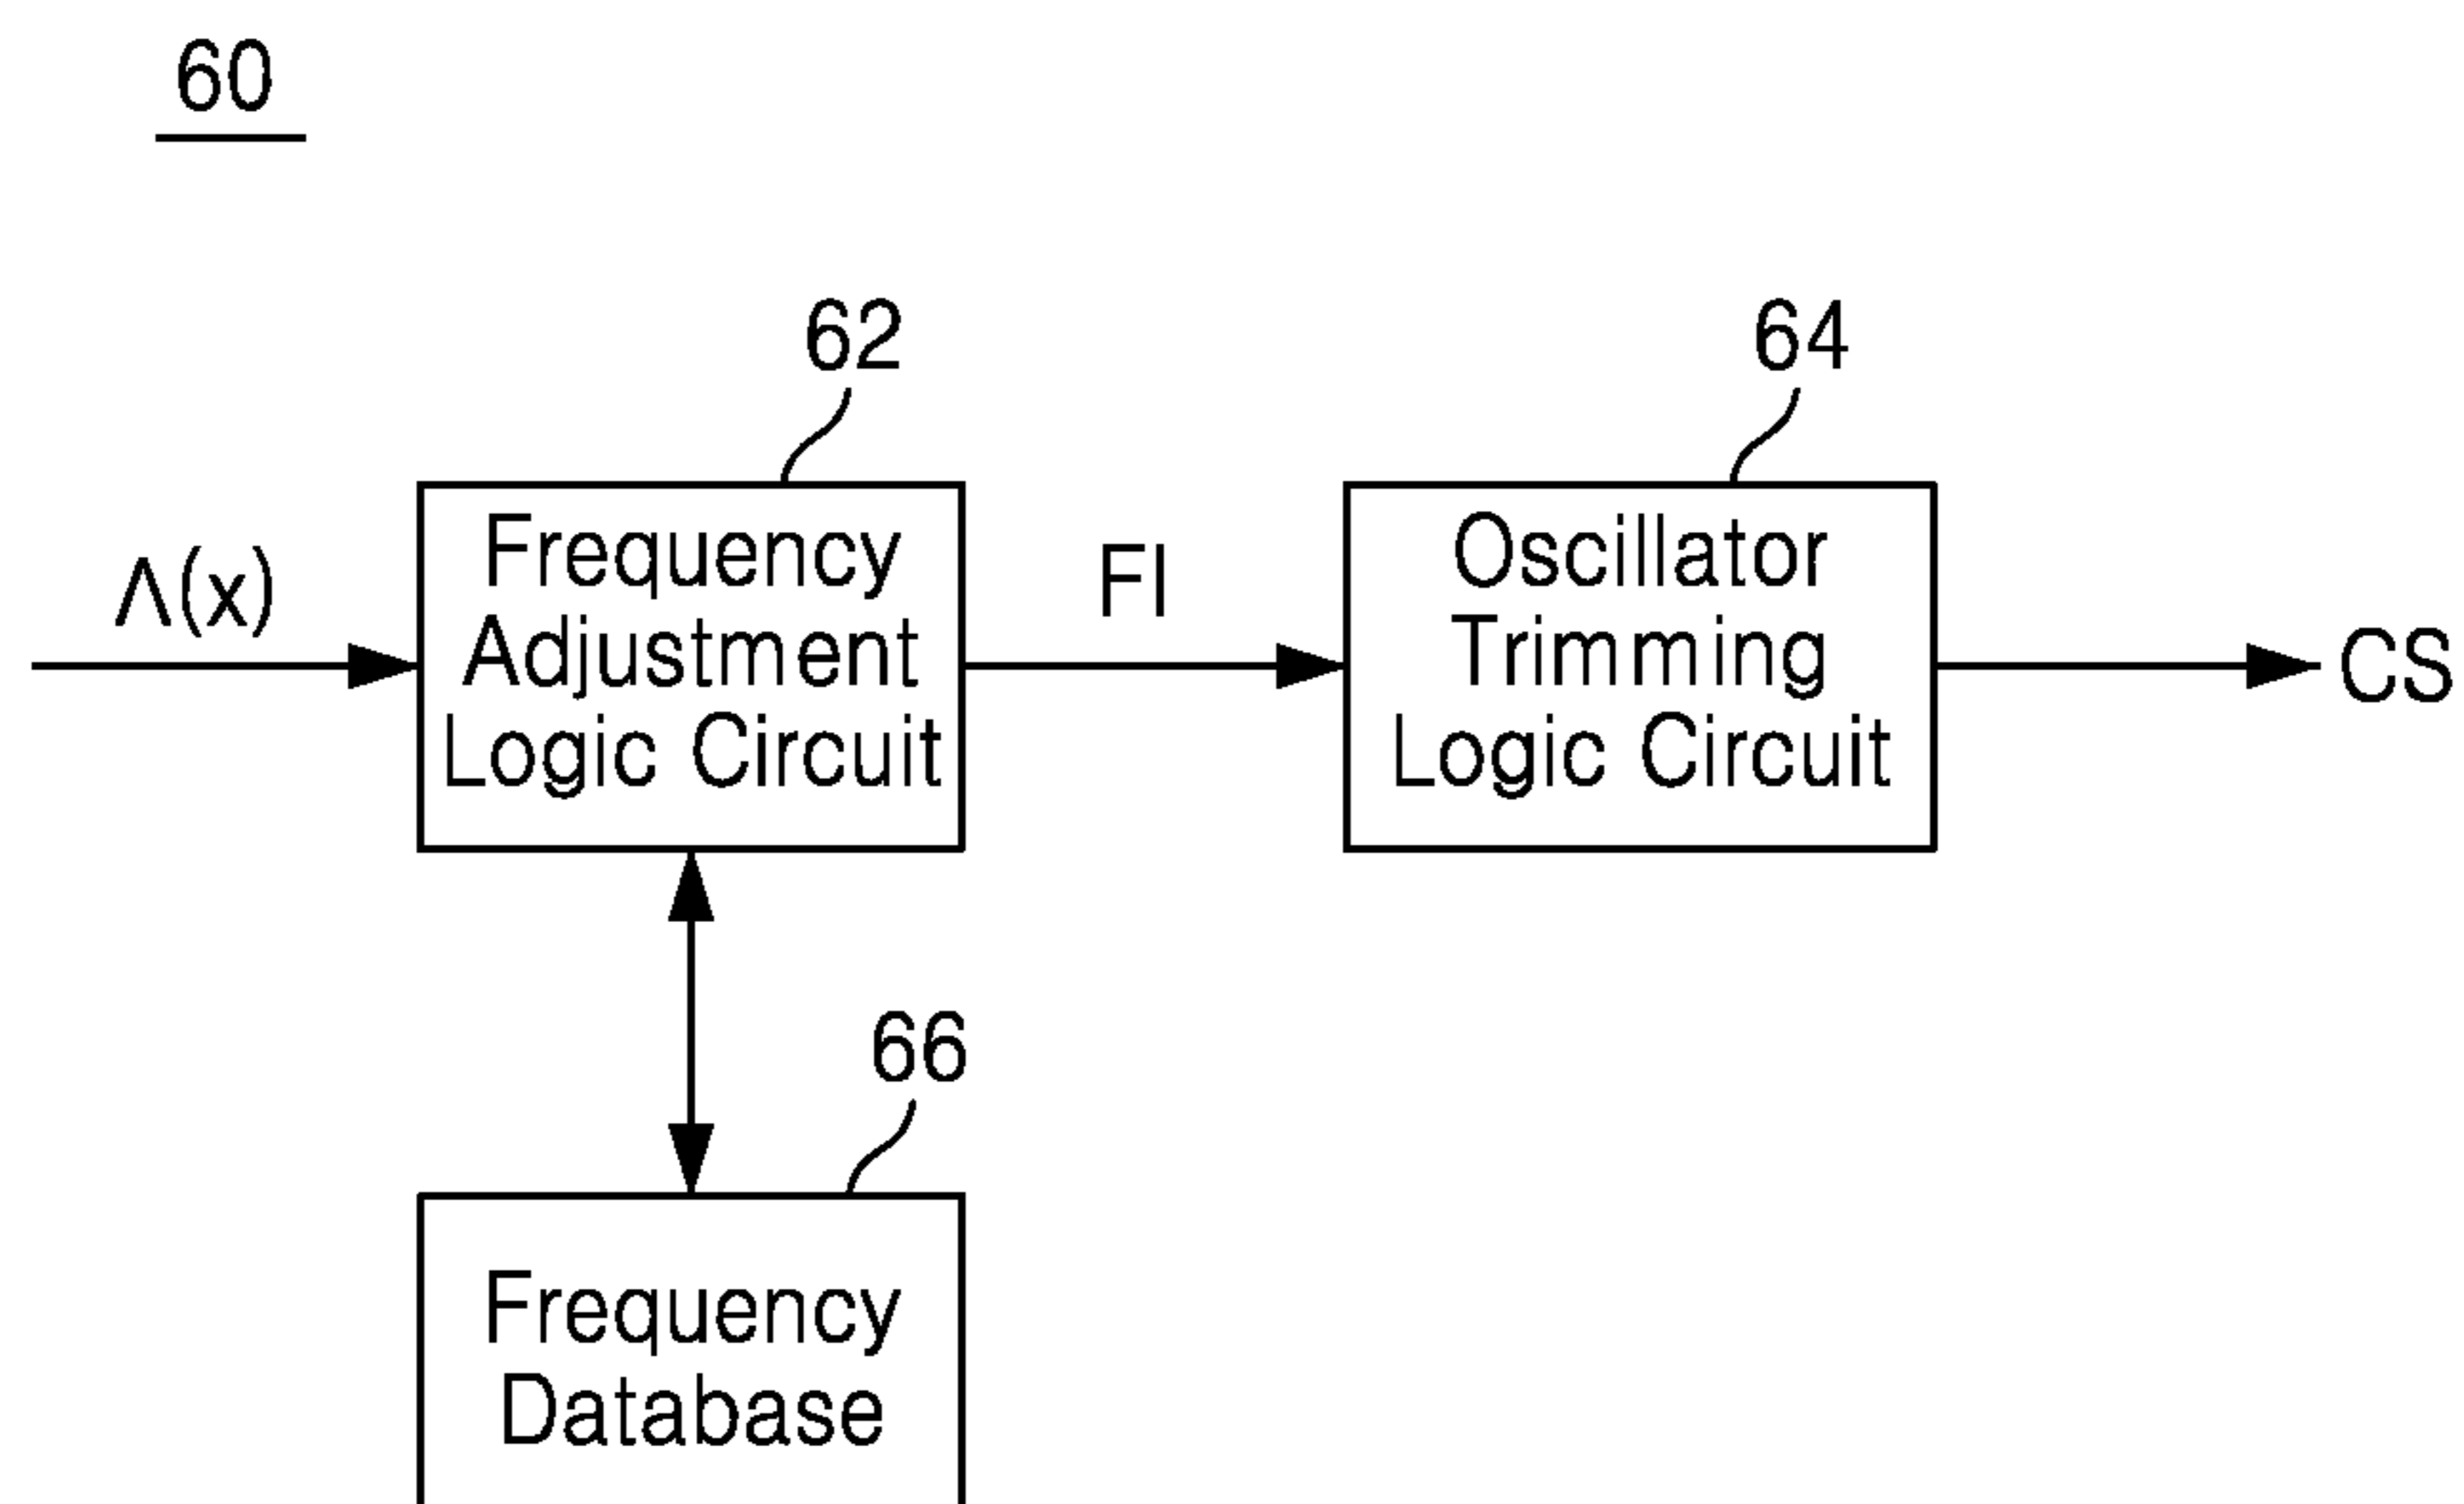 60
62
64
Λ(x)
Frequency
Adjustment
Logic Circuit
FI
Oscillator
Trimming
Logic Circuit
CS
66
Frequency
Database